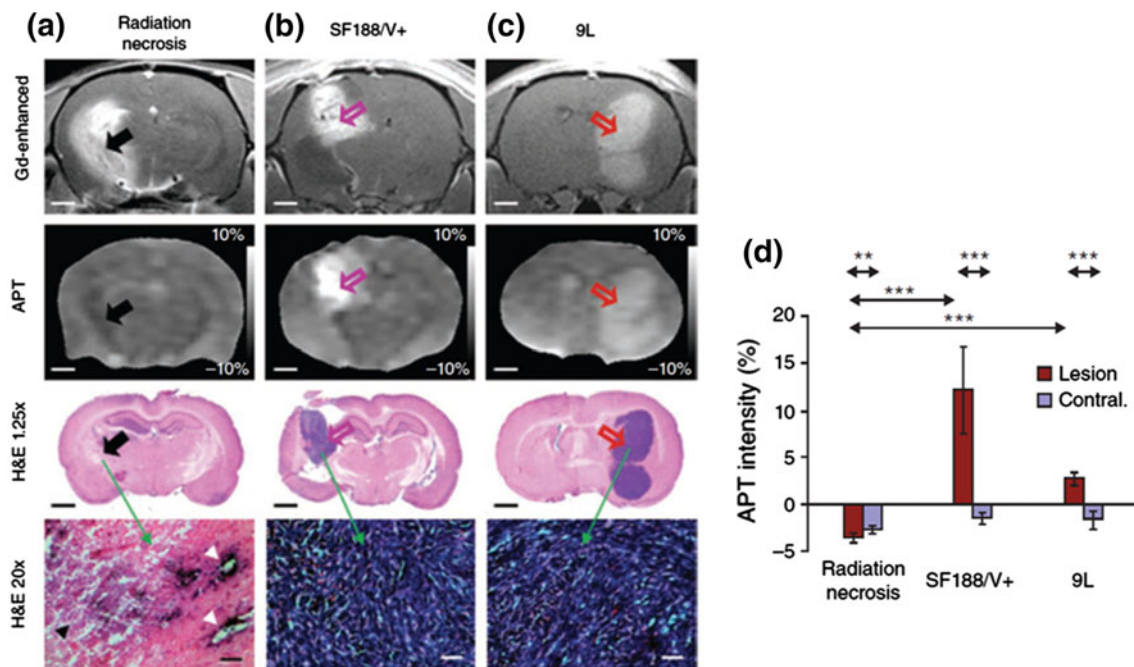 (a)
Radiation
necrosis
(b)
SF188/V+
(c)
9L
Gd-enhanced
APT
10%
–10%
10%
–10%
10%
–10%
H&E 1.25x
H&E 20x
(d)
**
***
***
***
***
APT intensity (%)
20
15
10
5
0
–5
Lesion
Contral.
Radiation
necrosis
SF188/V+
9L